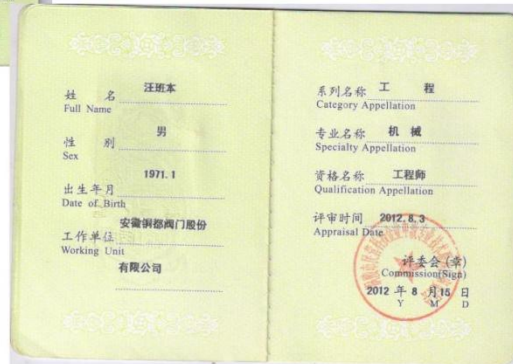 姓 名 汪班本
Full Name
性 别 男
Sex
1971.1
出生年月
Date of Birth
安徽铜都阀门股份
工作单位
Working Unit
有限公司
系列名称 工 程
Category Appellation
专业名称 机 械
Specialty Appellation
资格名称 工程师
Qualification Appellation
评审时间 2012.8.3
Appraisal Date
评委会(章)
Commission(Sign)
2012 年 8 月 15 日
Y M D